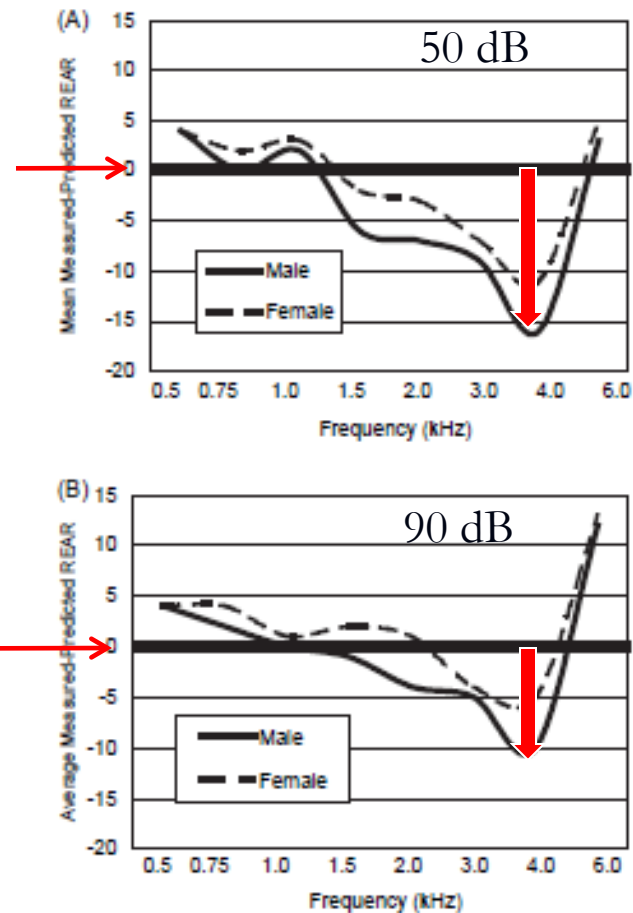 (A)
50 dB
Mean Measured-Predicted REAR
15
10
5
0
-5
-10
-15
-20
Male
Female
0.5 0.75 1.0 1.5 2.0 3.0 4.0 6.0
Frequency (kHz)
(B)
90 dB
Average Measured-Predicted REAR
15
10
5
0
-5
-10
-15
-20
Male
Female
0.5 0.75 1.0 1.5 2.0 3.0 4.0 6.0
Frequency (kHz)